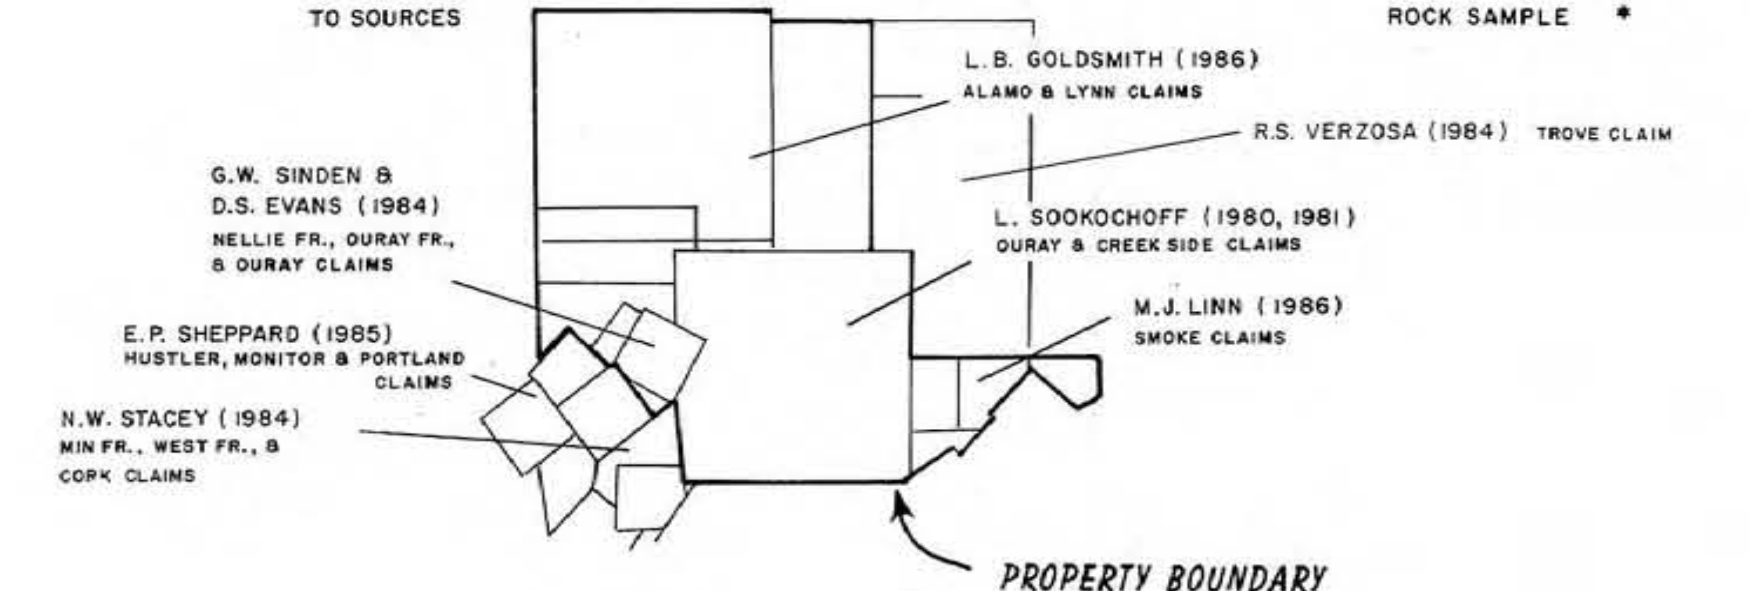 TO SOURCES
ROCK SAMPLE *
L.B. GOLDSMITH (1986)
ALAMO & LYNN CLAIMS
R.S. VERZOSA (1984) TROVE CLAIM
G.W. SINDEN &
D.S. EVANS (1984)
NELLIE FR., OURAY FR.,
& OURAY CLAIMS
L. SOOKOCHOFF (1980, 1981)
OURAY & CREEK SIDE CLAIMS
M.J. LINN (1986)
SMOKE CLAIMS
E.P. SHEPPARD (1985)
HUSTLER, MONITOR & PORTLAND
CLAIMS
N.W. STACEY (1984)
MIN FR., WEST FR., &
CORK CLAIMS
PROPERTY BOUNDARY